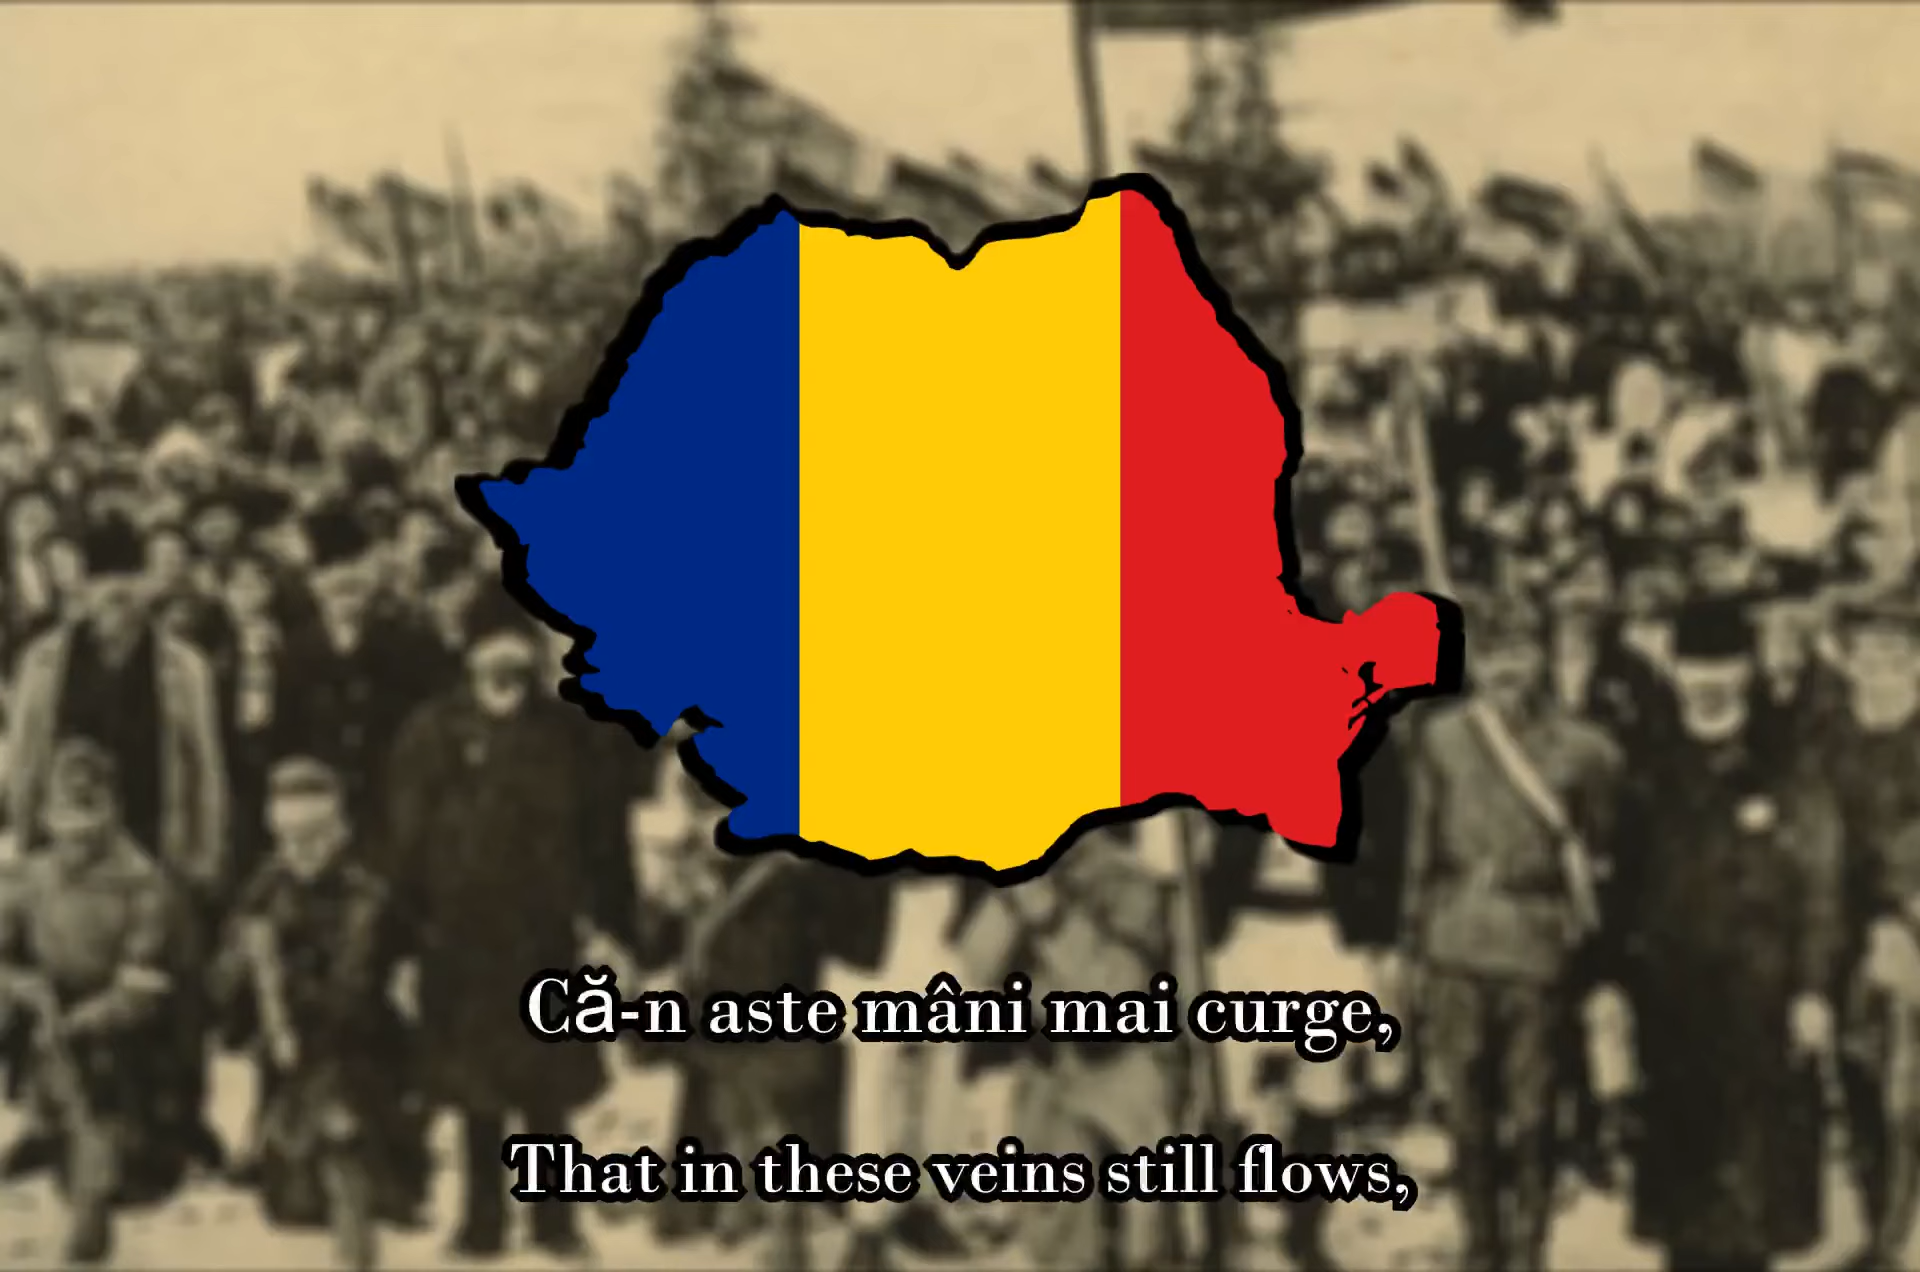 Că-n aste mâni mai curge,
That in these veins still flows,